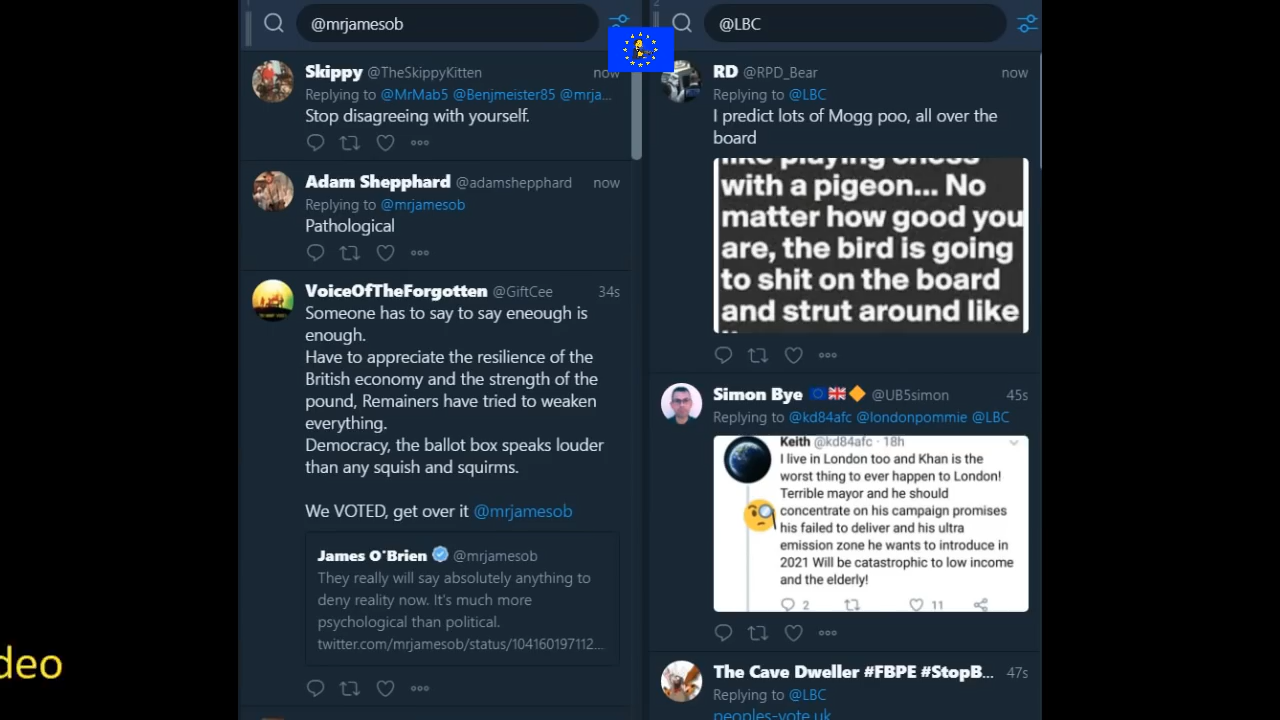 @mrjamesob
Skippy @TheSkippyKitten now
Replying to @MrMab5 @Benjmeister85 @mrja...
Stop disagreeing with yourself.
Adam Shepphard @adamshepphard now
Replying to @mrjamesob
Pathological
VoiceOfTheForgotten @GiftCee 34s
Someone has to say to say eneough is
enough.
Have to appreciate the resilience of the
British economy and the strength of the
pound, Remainers have tried to weaken
everything.
Democracy, the ballot box speaks louder
than any squish and squirms.
We VOTED, get over it @mrjamesob
James O'Brien @mrjamesob
They really will say absolutely anything to
deny reality now. It's much more
psychological than political.
twitter.com/mrjamesob/status/104160197112...
deo
2
@LBC
RD @RPD_Bear now
Replying to @LBC
I predict lots of Mogg poo, all over the
board
like playing chess
with a pigeon... No
matter how good you
are, the bird is going
to shit on the board
and strut around like
Simon Bye @UB5simon 45s
Replying to @kd84afc @londonpommie @LBC
Keith @kd84afc · 18h
I live in London too and Khan is the
worst thing to ever happen to London!
Terrible mayor and he should
concentrate on his campaign promises
his failed to deliver and his ultra
emission zone he wants to introduce in
2021 Will be catastrophic to low income
and the elderly!
2 11
The Cave Dweller #FBPE #StopB... 47s
Replying to @LBC
peoples-vote.uk